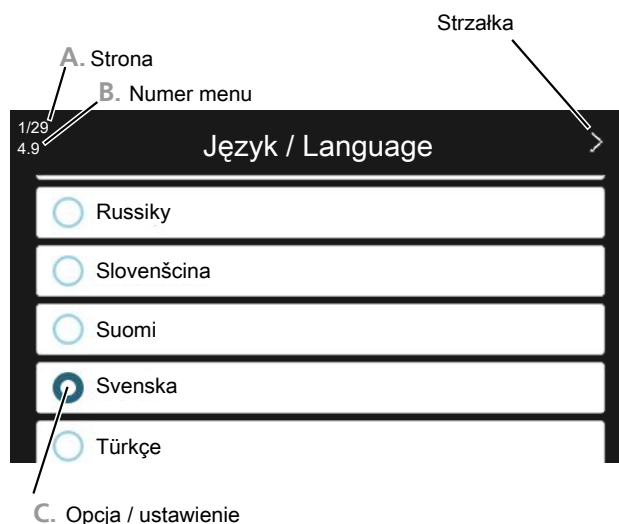 Strzałka
A. Strona
B. Numer menu
1/29
4.9
Język / Language
Russiky
Slovenšcina
Suomi
Svenska
Türkçe
C. Opcja / ustawienie